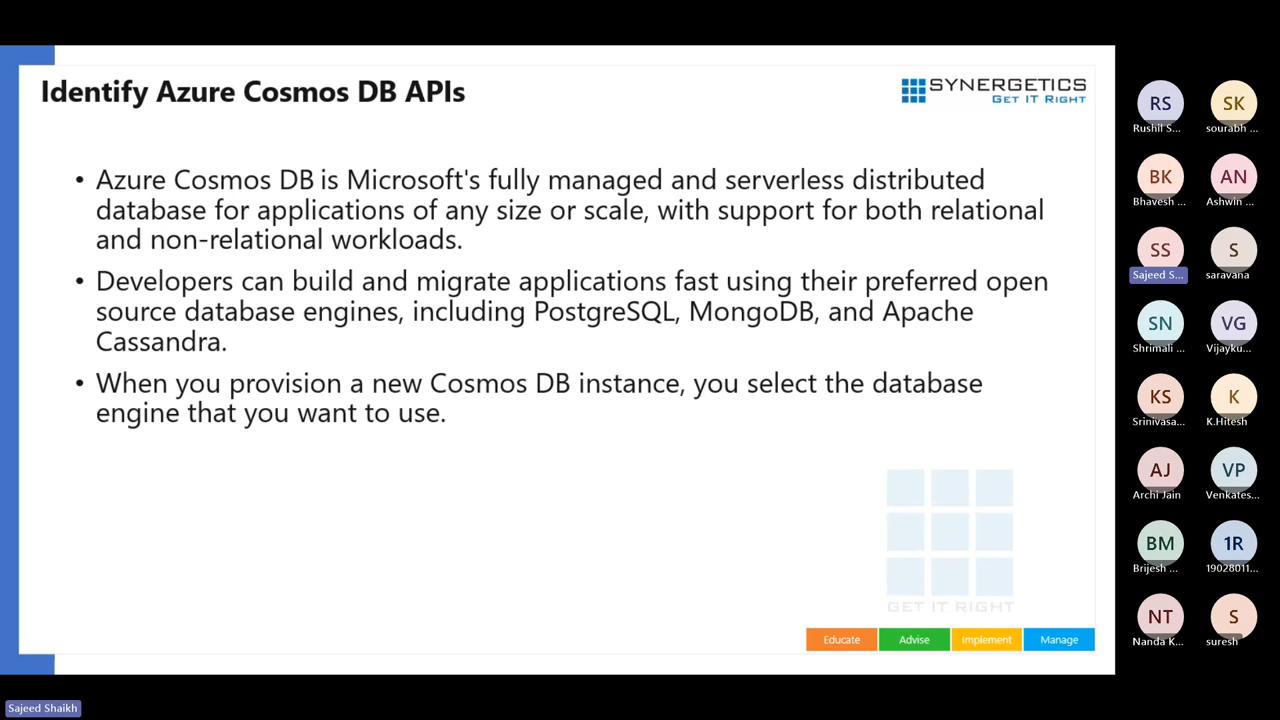 Identify Azure Cosmos DB APIs
SYNERGETICS
GET IT RIGHT
• Azure Cosmos DB is Microsoft's fully managed and serverless distributed
database for applications of any size or scale, with support for both relational
and non-relational workloads.
• Developers can build and migrate applications fast using their preferred open
source database engines, including PostgreSQL, MongoDB, and Apache
Cassandra.
• When you provision a new Cosmos DB instance, you select the database
engine that you want to use.
GET IT RIGHT
Educate Advise Implement Manage
RS SK
Rushil S... sourabh ...
BK AN
Bhavesh ... Ashwin ...
SS S
Sajeed S... saravana
SN VG
Shrimali ... Vijayku...
KS K
Srinivasa... K.Hitesh
AJ VP
Archi Jain Venkates...
BM 1R
Brijesh ... 19028011...
NT S
Nanda K... suresh
Sajeed Shaikh